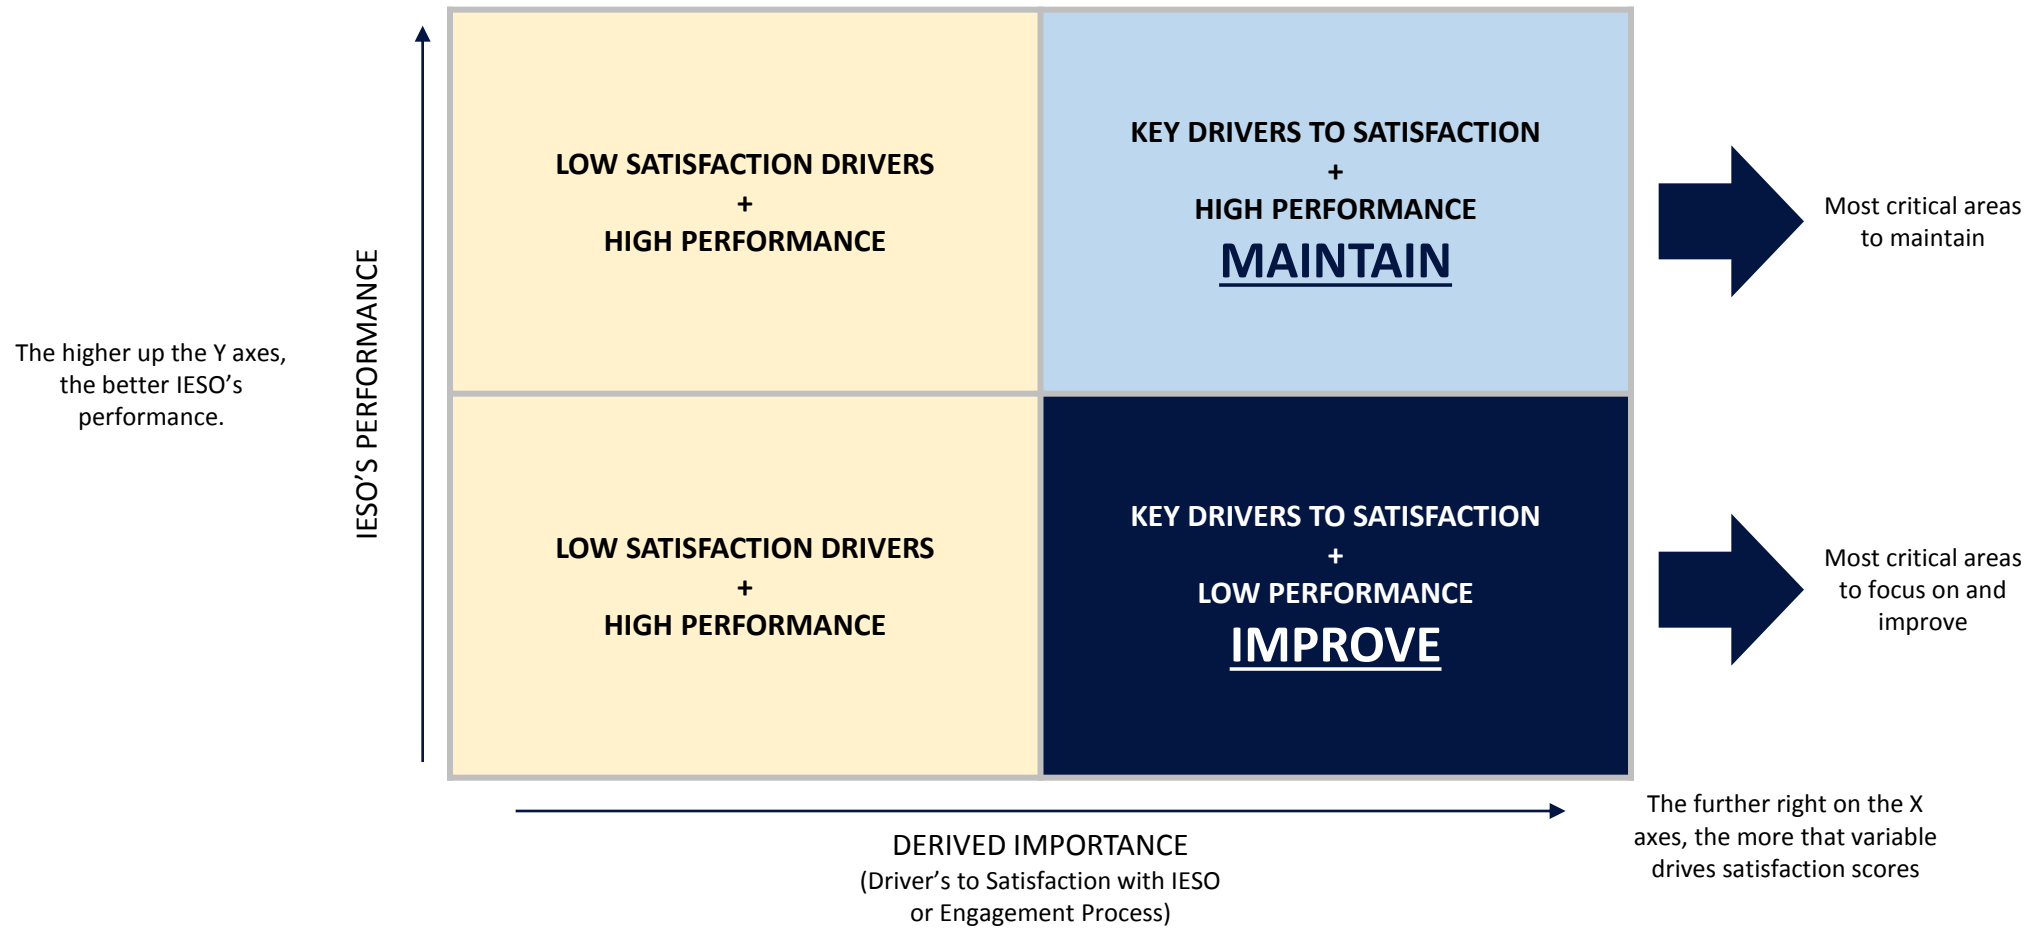 The higher up the Y axes,
the better IESO’s
performance.
IESO’S PERFORMANCE
LOW SATISFACTION DRIVERS
+
HIGH PERFORMANCE
KEY DRIVERS TO SATISFACTION
+
HIGH PERFORMANCE
MAINTAIN
Most critical areas
to maintain
LOW SATISFACTION DRIVERS
+
HIGH PERFORMANCE
KEY DRIVERS TO SATISFACTION
+
LOW PERFORMANCE
IMPROVE
Most critical areas
to focus on and
improve
DERIVED IMPORTANCE
(Driver’s to Satisfaction with IESO
or Engagement Process)
The further right on the X
axes, the more that variable
drives satisfaction scores